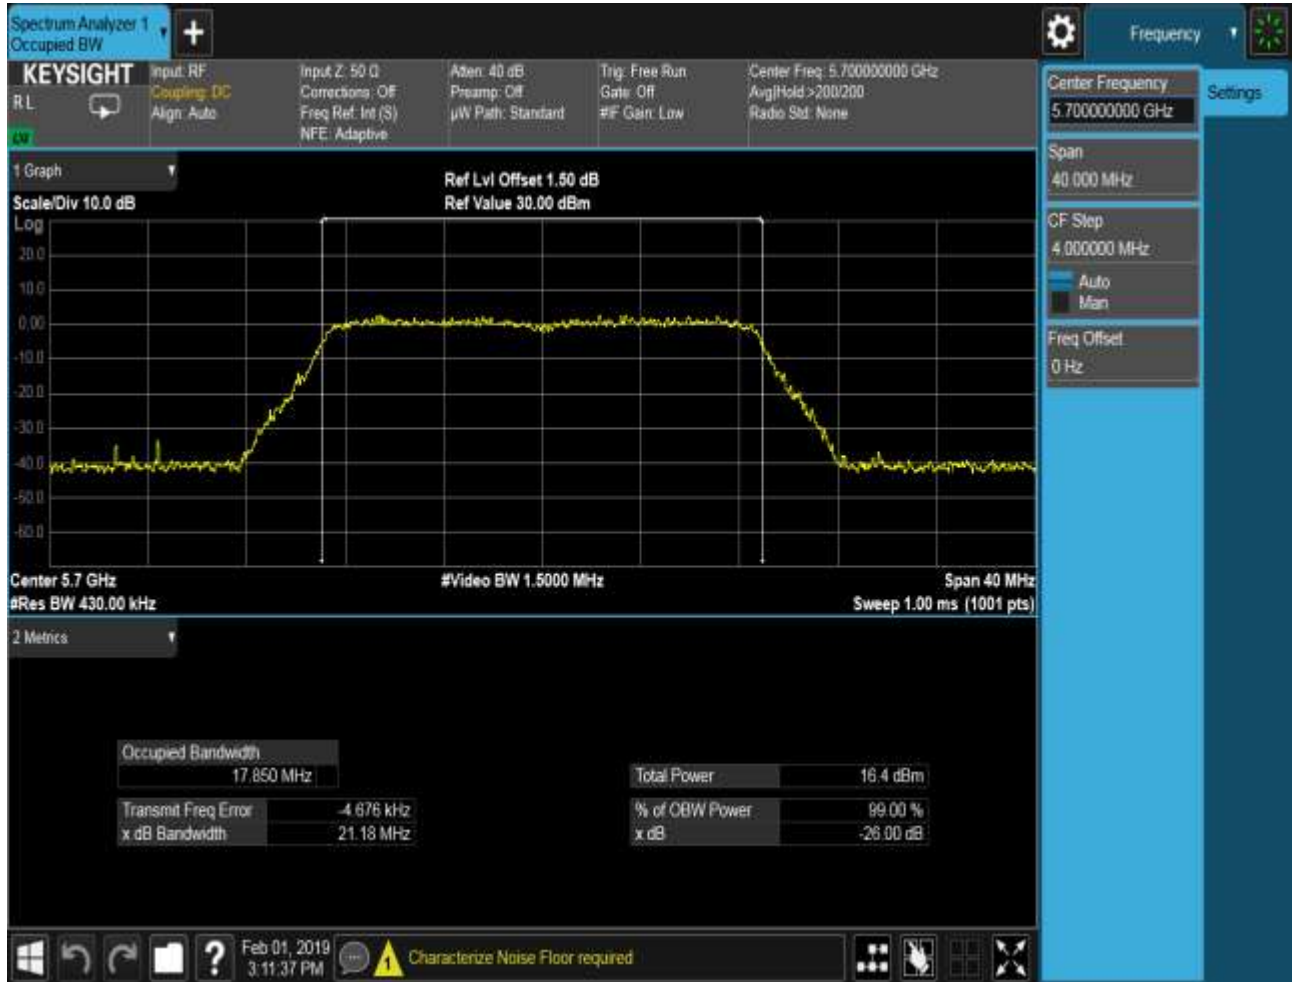 Spectrum Analyzer 1
Occupied BW
Frequency
KEYSIGHT
R L
Input: RF
Coupling: DC
Align: Auto
Input Z: 50 Ω
Corrections: Off
Freq Ref: Int (S)
NFE: Adaptive
Atten: 40 dB
Preamp: Off
µW Path: Standard
Trig: Free Run
Gate: Off
#IF Gain: Low
Center Freq: 5.700000000 GHz
Avg|Hold:>200/200
Radio Std: None
Center Frequency
5.700000000 GHz
Settings
Span
40.000 MHz
CF Step
4.000000 MHz
Auto
Man
Freq Offset
0 Hz
1 Graph
Scale/Div 10.0 dB
Ref Lvl Offset 1.50 dB
Ref Value 30.00 dBm
Log
20.0
10.0
0.00
-10.0
-20.0
-30.0
-40.0
-50.0
-60.0
Center 5.7 GHz
#Video BW 1.5000 MHz
Span 40 MHz
#Res BW 430.00 kHz
Sweep 1.00 ms (1001 pts)
2 Metrics
Occupied Bandwidth
17.850 MHz
Total Power 16.4 dBm
Transmit Freq Error -4.676 kHz
% of OBW Power 99.00 %
x dB Bandwidth 21.18 MHz
x dB -26.00 dB
?
Feb 01, 2019
3:11:37 PM
1
Characterize Noise Floor required